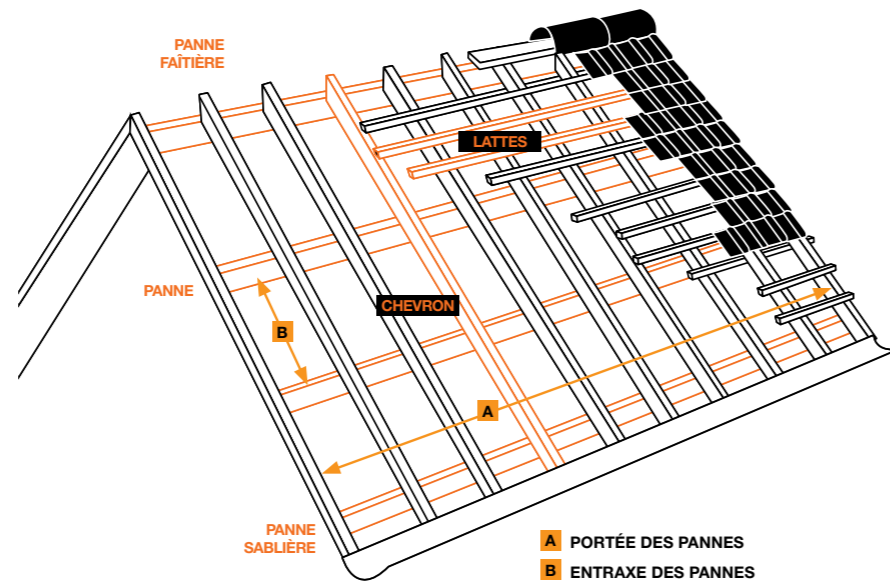 PANNE
FAÎTIÈRE
LATTES
PANNE
CHEVRON
B
A
PANNE
SABLIÈRE
A PORTÉE DES PANNES
B ENTRAXE DES PANNES